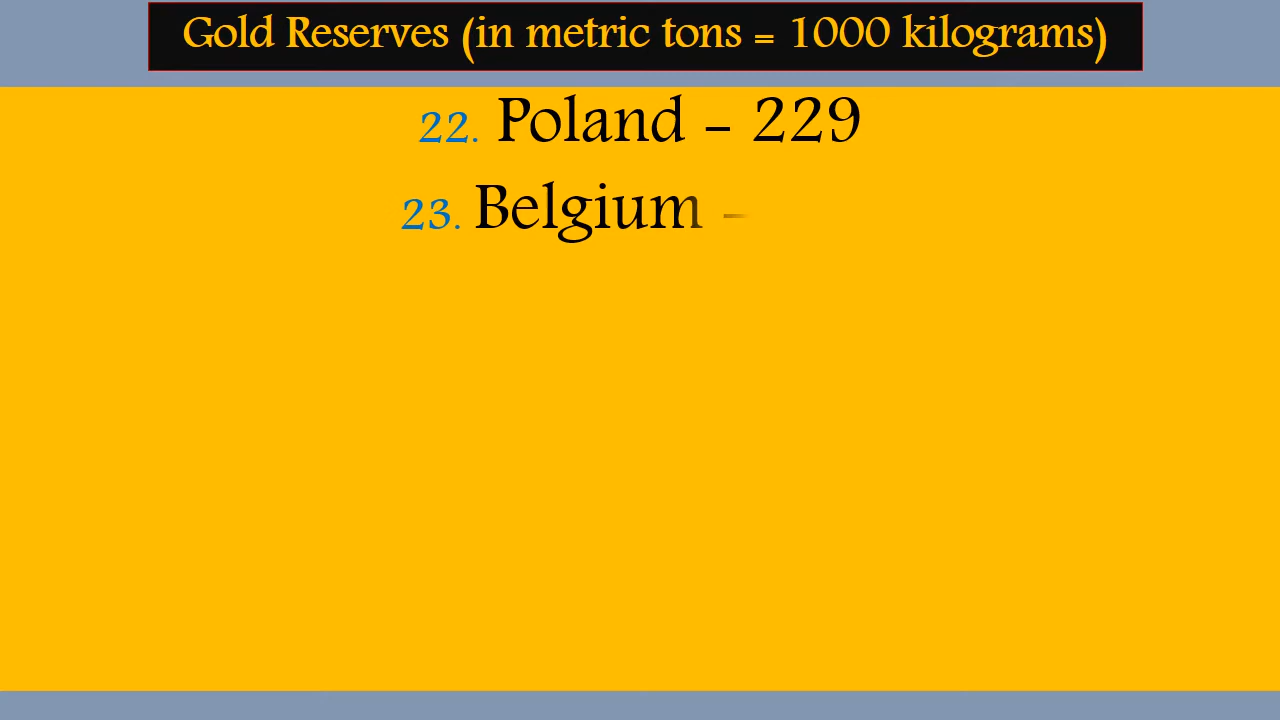 Gold Reserves (in metric tons = 1000 kilograms)
22. Poland – 229
23. Belgium –